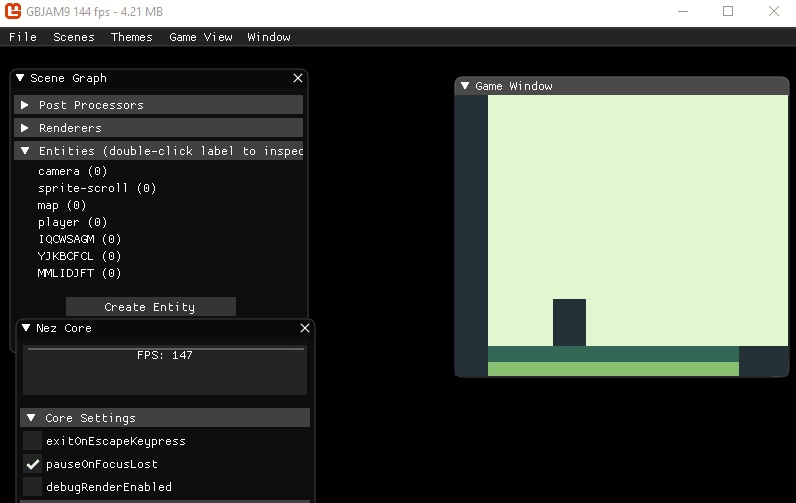 GBJAM9 144 fps - 4.21 MB
File Scenes Themes Game View Window
Scene Graph
Post Processors
Renderers
Entities (double-click label to inspec
camera (0)
sprite-scroll (0)
map (0)
player (0)
IQCWSAGM (0)
YJKBCFCL (0)
MMLIDJFT (0)
Create Entity
Nez Core
FPS: 147
Core Settings
exitOnEscapeKeypress
pauseOnFocusLost
debugRenderEnabled
Game Window